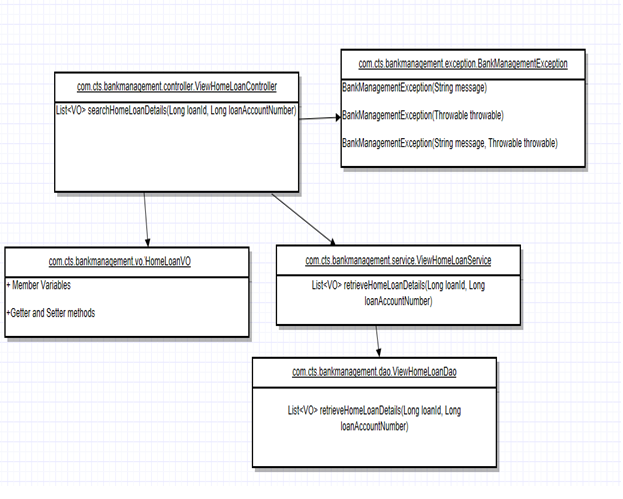 com.cts.bankmanagement.exception.BankManagementException
BankManagementException(String message)
BankManagementException(Throwable throwable)
BankManagementException(String message, Throwable throwable)
com.cts.bankmanagement.controller.ViewHomeLoanController
List<VO> searchHomeLoanDetails(Long loanId, Long loanAccountNumber)
com.cts.bankmanagement.vo.HomeLoanVO
+ Member Variables
+Getter and Setter methods
com.cts.bankmanagement.service.ViewHomeLoanService
List<VO> retrieveHomeLoanDetails(Long loanId, Long
loanAccountNumber)
com.cts.bankmanagement.dao.ViewHomeLoanDao
List<VO> retrieveHomeLoanDetails(Long loanId, Long
loanAccountNumber)